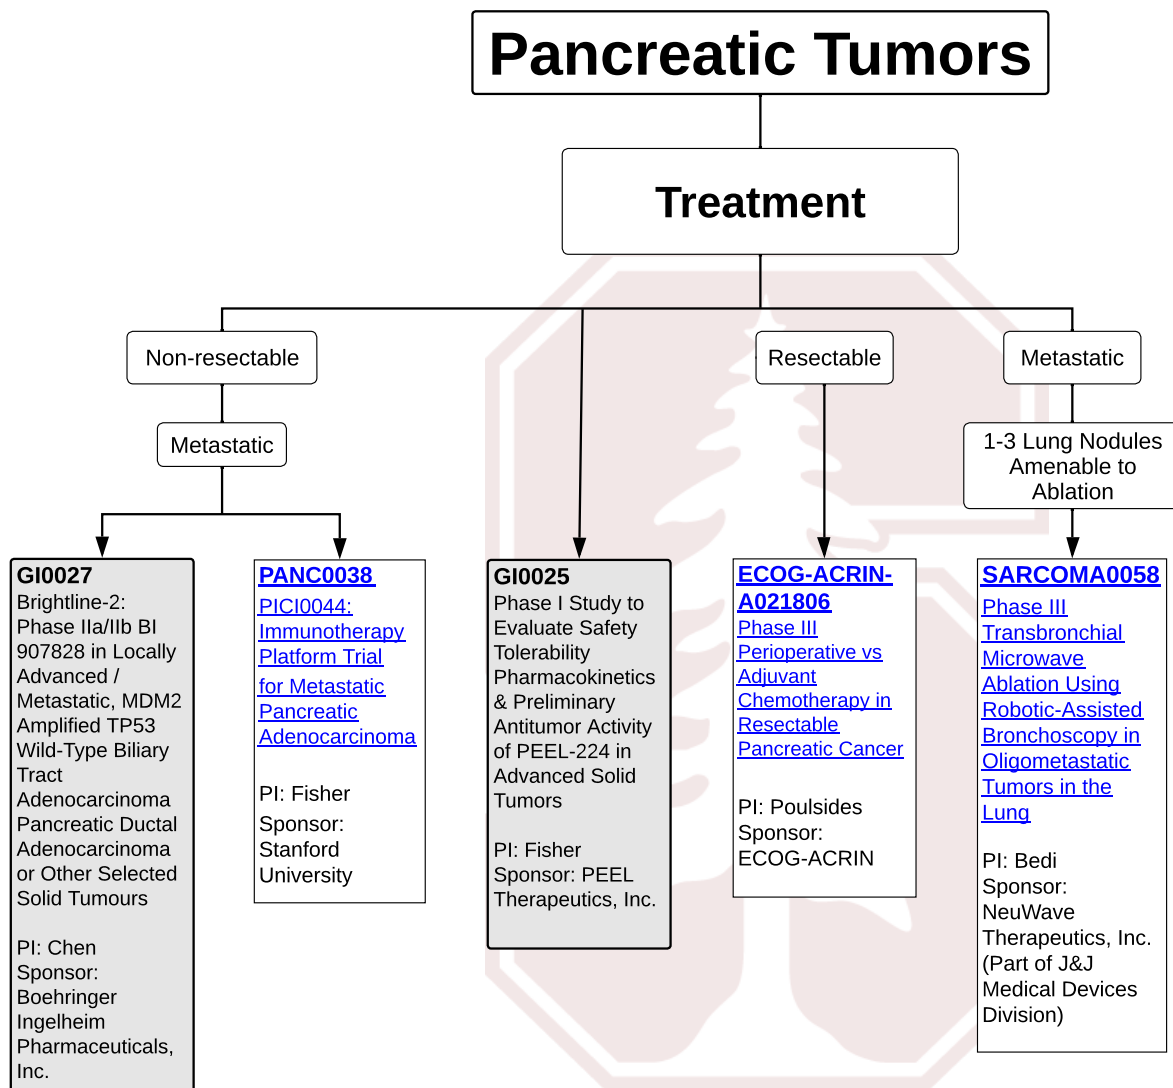 Pancreatic Tumors
Treatment
Non-resectable
Metastatic
GI0027
Brightline-2:
Phase IIa/IIb BI
907828 in Locally
Advanced /
Metastatic, MDM2
Amplified TP53
Wild-Type Biliary
Tract
Adenocarcinoma
Pancreatic Ductal
Adenocarcinoma
or Other Selected
Solid Tumours
PI: Chen
Sponsor:
Boehringer
Ingelheim
Pharmaceuticals,
Inc.
PANC0038
PICI0044:
Immunotherapy
Platform Trial
for Metastatic
Pancreatic
Adenocarcinoma
PI: Fisher
Sponsor:
Stanford
University
GI0025
Phase I Study to
Evaluate Safety
Tolerability
Pharmacokinetics
& Preliminary
Antitumor Activity
of PEEL-224 in
Advanced Solid
Tumors
PI: Fisher
Sponsor: PEEL
Therapeutics, Inc.
Resectable
ECOG-ACRIN-
A021806
Phase III
Perioperative vs
Adjuvant
Chemotherapy in
Resectable
Pancreatic Cancer
PI: Poulsides
Sponsor:
ECOG-ACRIN
Metastatic
1-3 Lung Nodules
Amenable to
Ablation
SARCOMA0058
Phase III
Transbronchial
Microwave
Ablation Using
Robotic-Assisted
Bronchoscopy in
Oligometastatic
Tumors in the
Lung
PI: Bedi
Sponsor:
NeuWave
Therapeutics, Inc.
(Part of J&J
Medical Devices
Division)